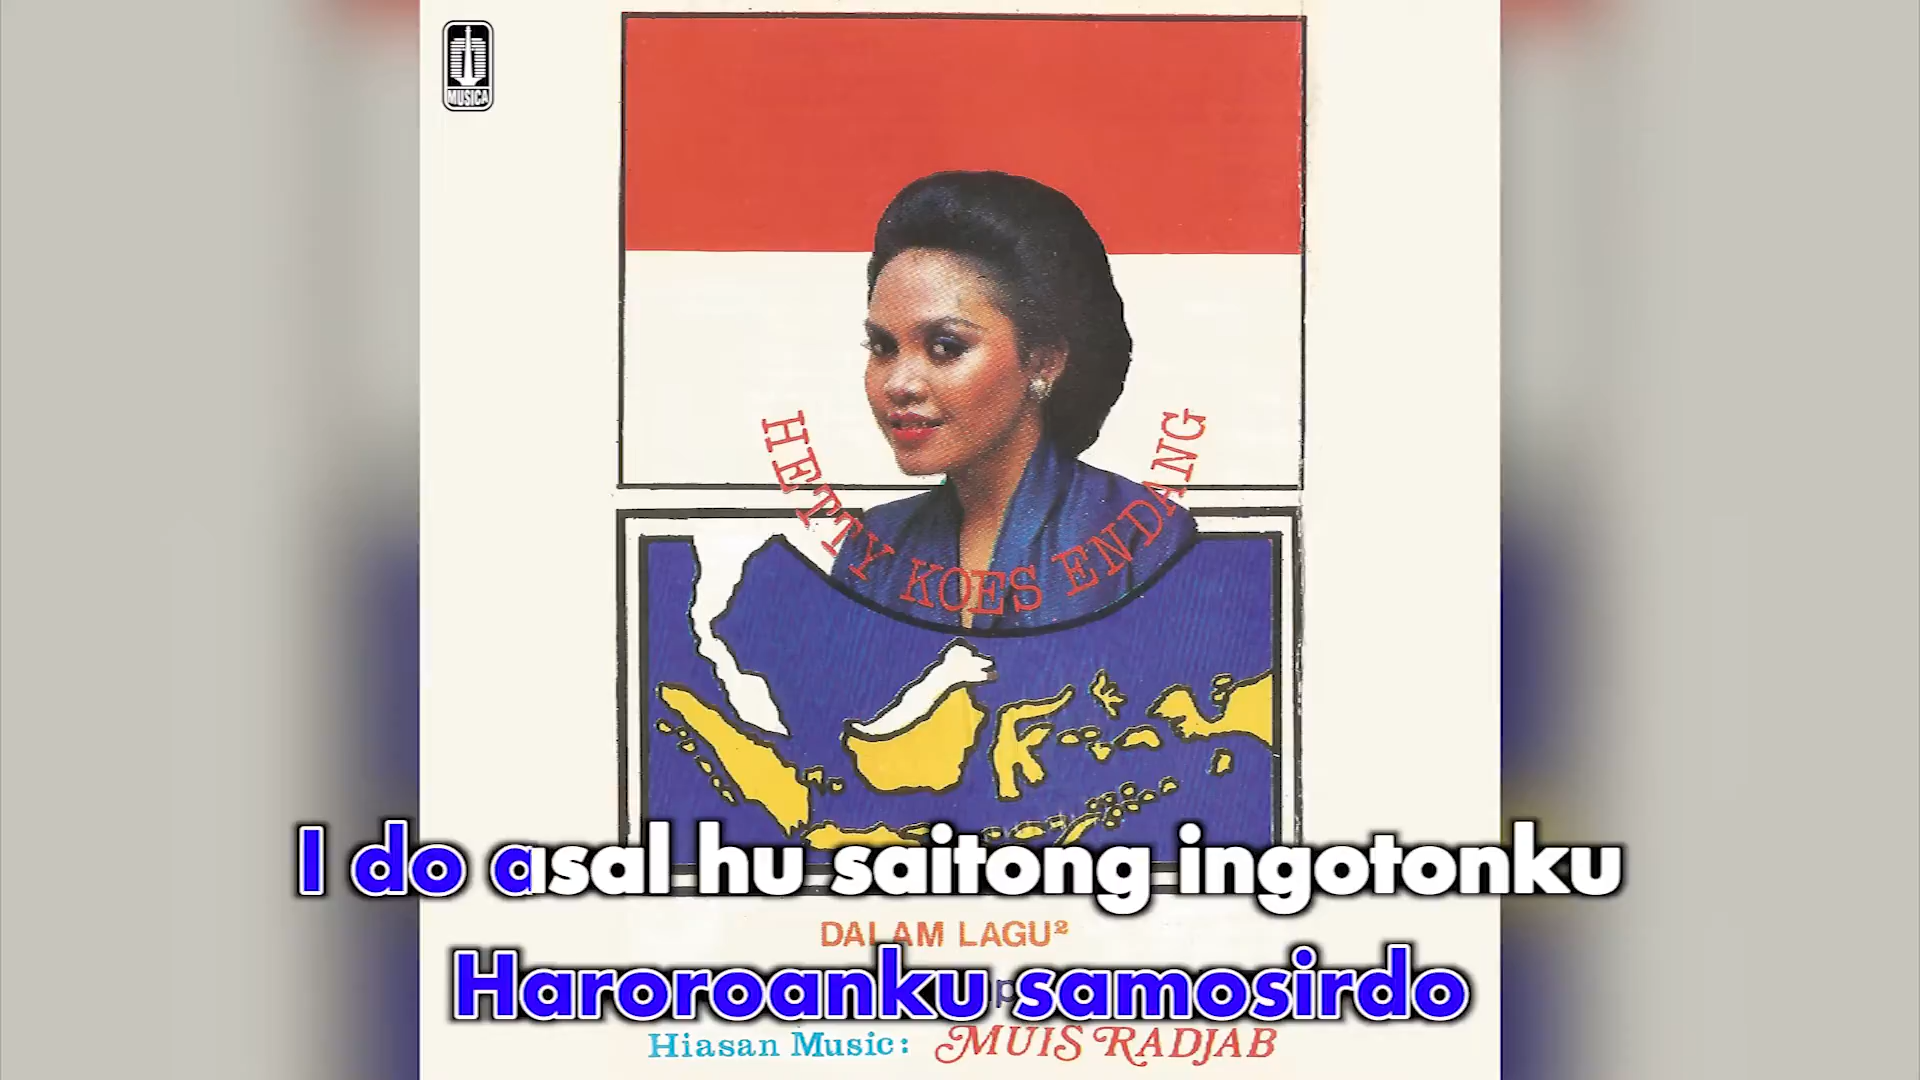 MUSICA
HETTY KOES ENDANG
I do asal hu saitong ingotonku
DALAM LAGU²
Haroroanku samosirdo
Hiasan Music: MUIS RADJAB